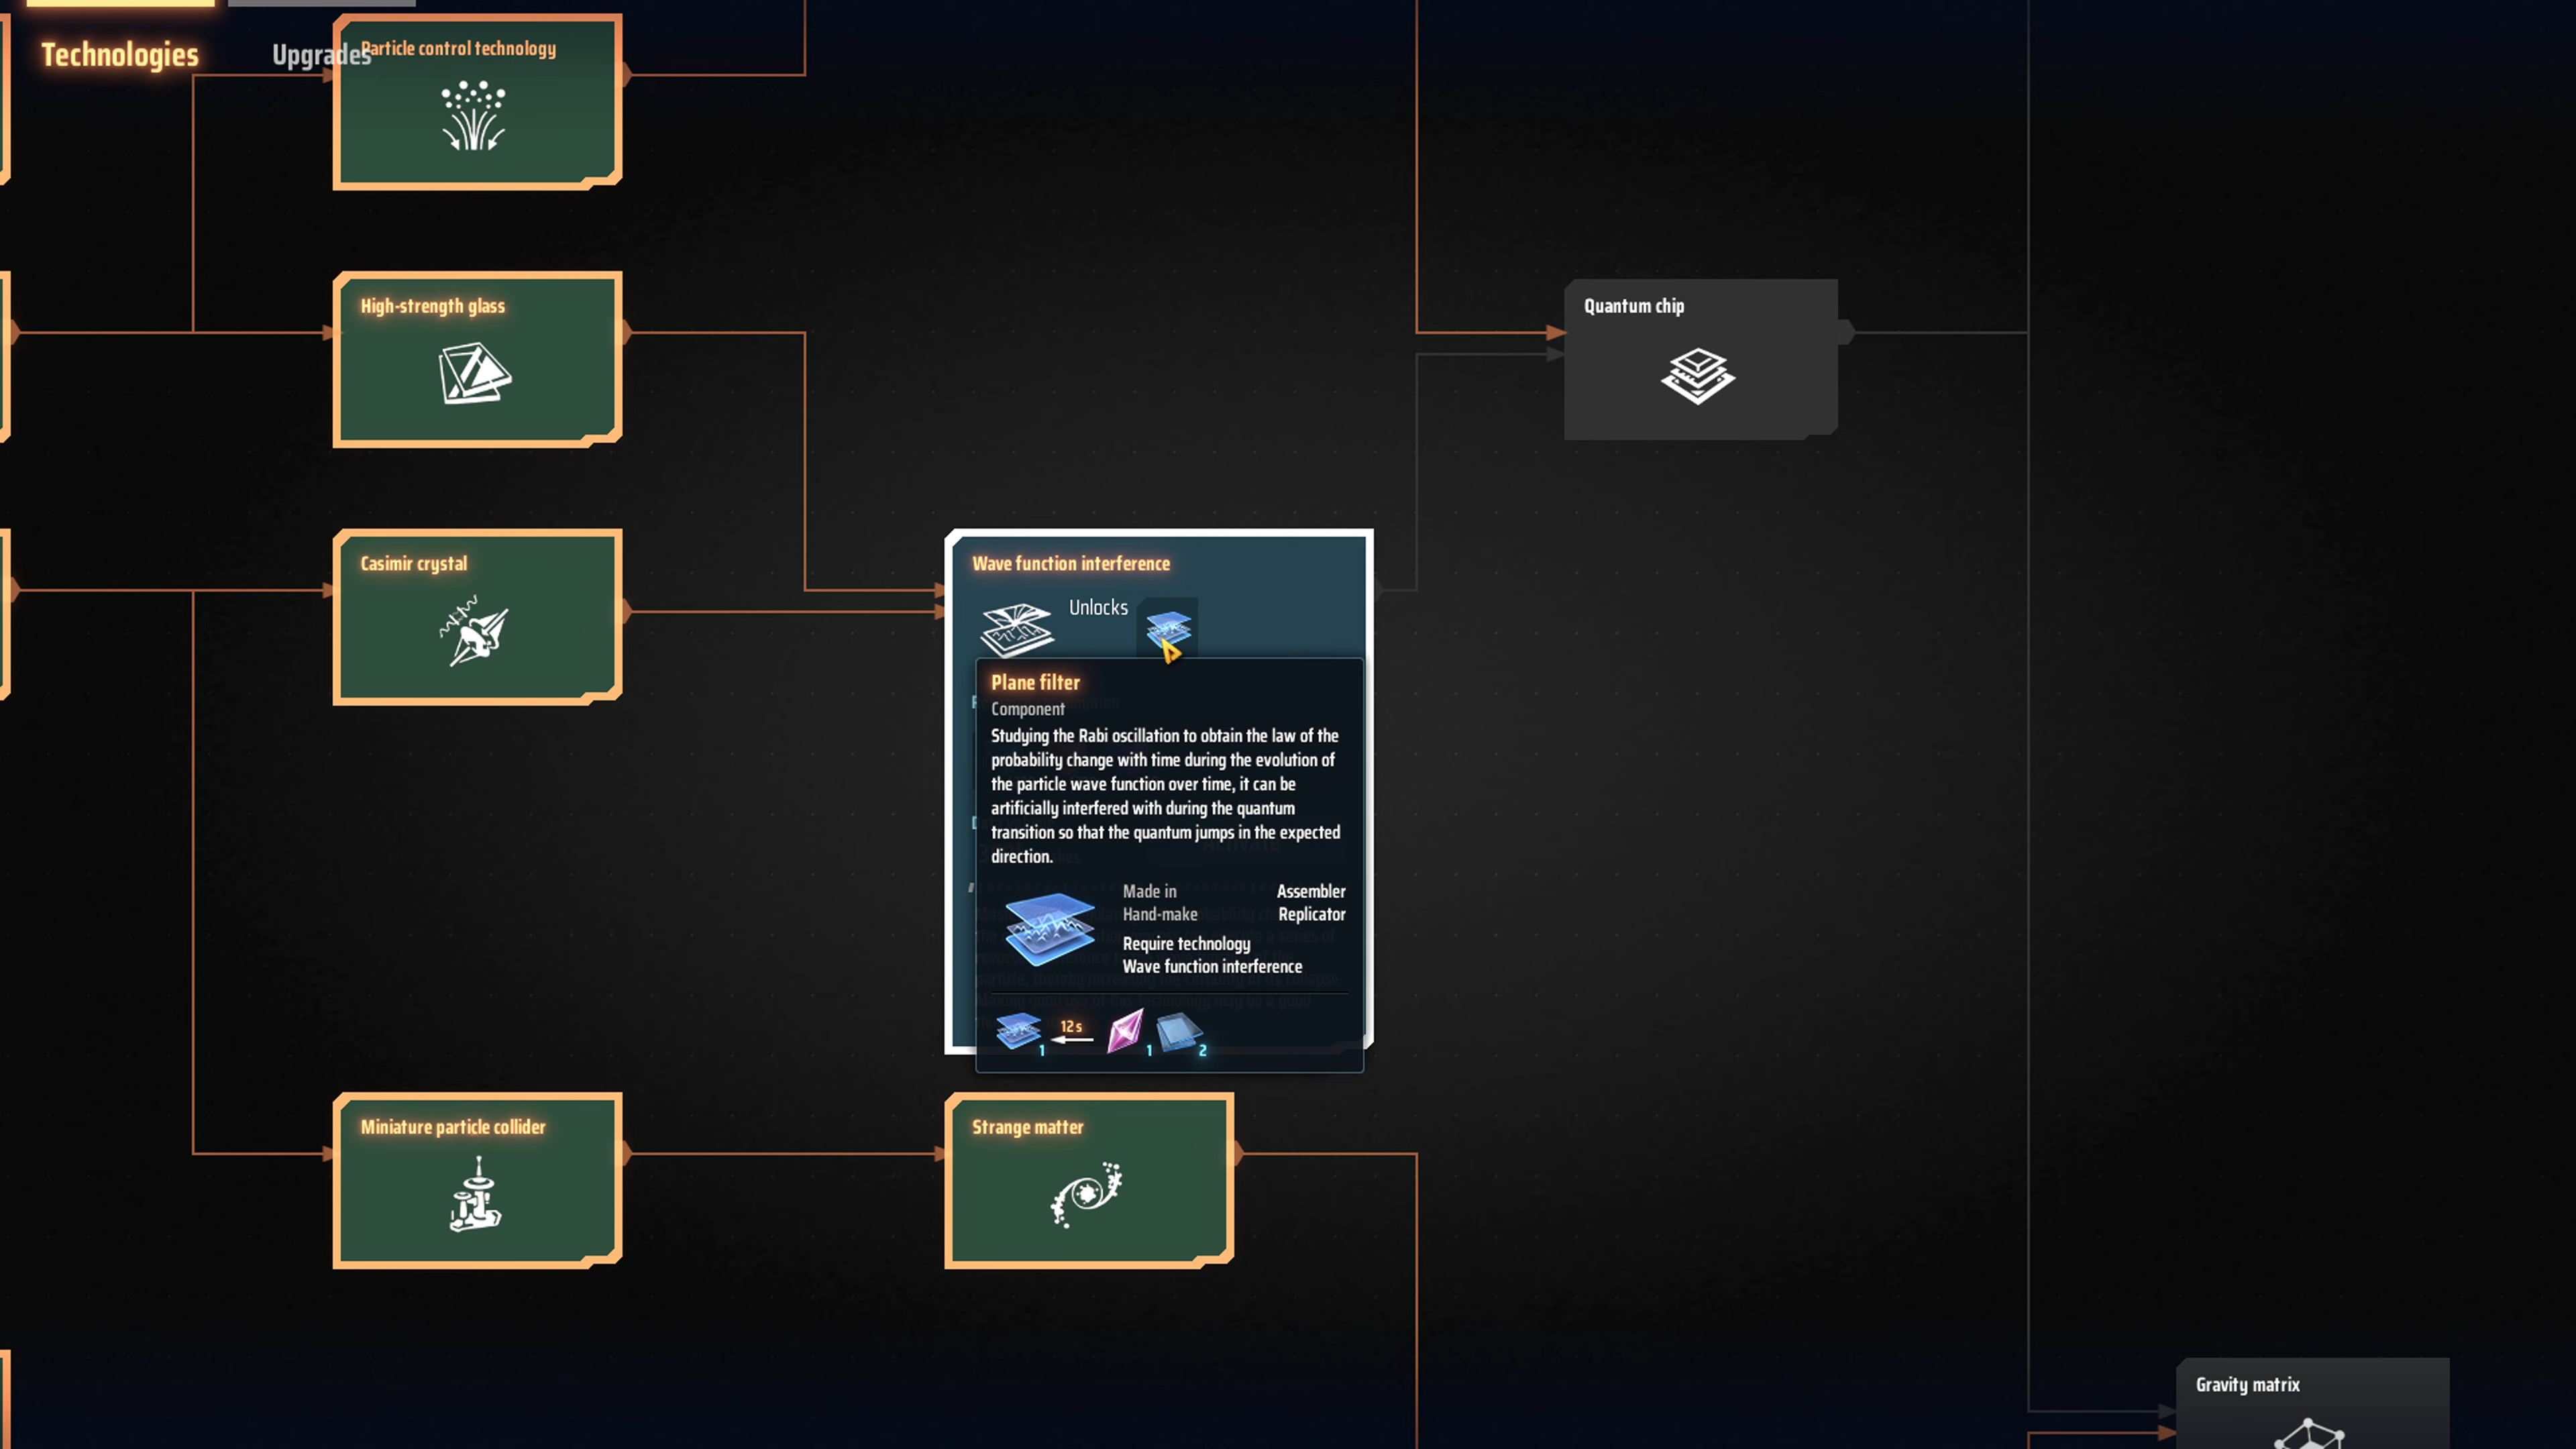 Technologies
Upgrades
Particle control technology
High-strength glass
Quantum chip
Casimir crystal
Wave function interference
Unlocks
Plane filter
Component
Studying the Rabi oscillation to obtain the law of the
probability change with time during the evolution of
the particle wave function over time, it can be
artificially interfered with during the quantum
transition so that the quantum jumps in the expected
direction.
Made in Assembler
Hand-make Replicator
Require technology
Wave function interference
1 12 s 1 2
Miniature particle collider
Strange matter
Gravity matrix